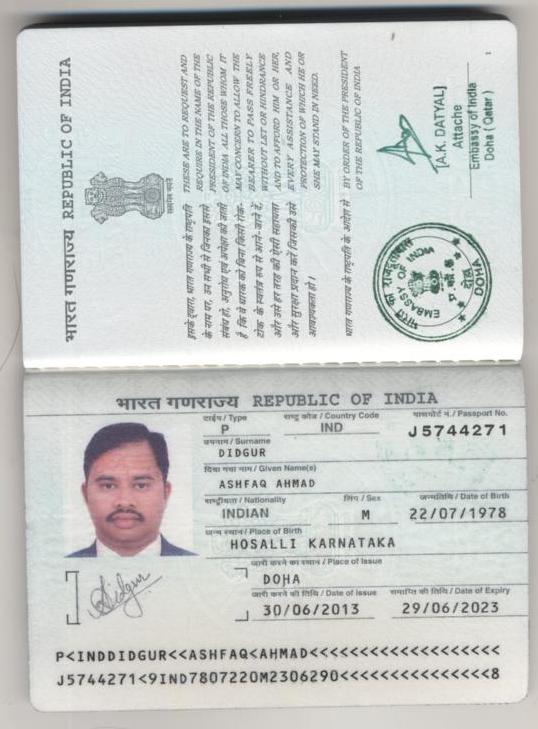 भारत गणराज्य REPUBLIC OF INDIA
सत्यमेव जयते
इसके द्वारा, भारत गणराज्य के राष्ट्रपति
के नाम पर, उन सभी से जिनका इससे
संबंध हो, अनुरोध एवं अपेक्षा की जाती
है कि वे धारक को बिना किसी रोक-
टोक के स्वतंत्र रूप से आने-जाने दें,
और उसे हर तरह की ऐसी सहायता
और सुरक्षा प्रदान करें जिसकी उसे
आवश्यकता हो।
भारत गणराज्य के राष्ट्रपति के आदेश से
THESE ARE TO REQUEST AND
REQUIRE IN THE NAME OF THE
PRESIDENT OF THE REPUBLIC
OF INDIA ALL THOSE WHOM IT
MAY CONCERN TO ALLOW THE
BEARER TO PASS FREELY
WITHOUT LET OR HINDRANCE
AND TO AFFORD HIM OR HER,
EVERY ASSISTANCE AND
PROTECTION OF WHICH HE OR
SHE MAY STAND IN NEED.
BY ORDER OF THE PRESIDENT
OF THE REPUBLIC OF INDIA
भारत का राजदूतावास
EMBASSY OF INDIA
दोहा
DOHA
[A.K. DATYAL]
Attache
Embassy of India
Doha (Qatar)
1
भारत गणराज्य REPUBLIC OF INDIA
टाईप / Type राष्ट्र कोड / Country Code पासपोर्ट नं. / Passport No.
P IND J5744271
उपनाम / Surname
DIDGUR
दिया गया नाम / Given Name(s)
ASHFAQ AHMAD
राष्ट्रीयता / Nationality लिंग / Sex जन्मतिथि / Date of Birth
INDIAN M 22/07/1978
जन्म स्थान / Place of Birth
HOSALLI KARNATAKA
जारी करने का स्थान / Place of Issue
DOHA
जारी करने की तिथि / Date of Issue समाप्ति की तिथि / Date of Expiry
30/06/2013 29/06/2023
Didgur
P<INDDIDGUR<<ASHFAQ<AHMAD<<<<<<<<<<<<<<<<<<<
J5744271<9IND7807220M2306290<<<<<<<<<<<<<<<8